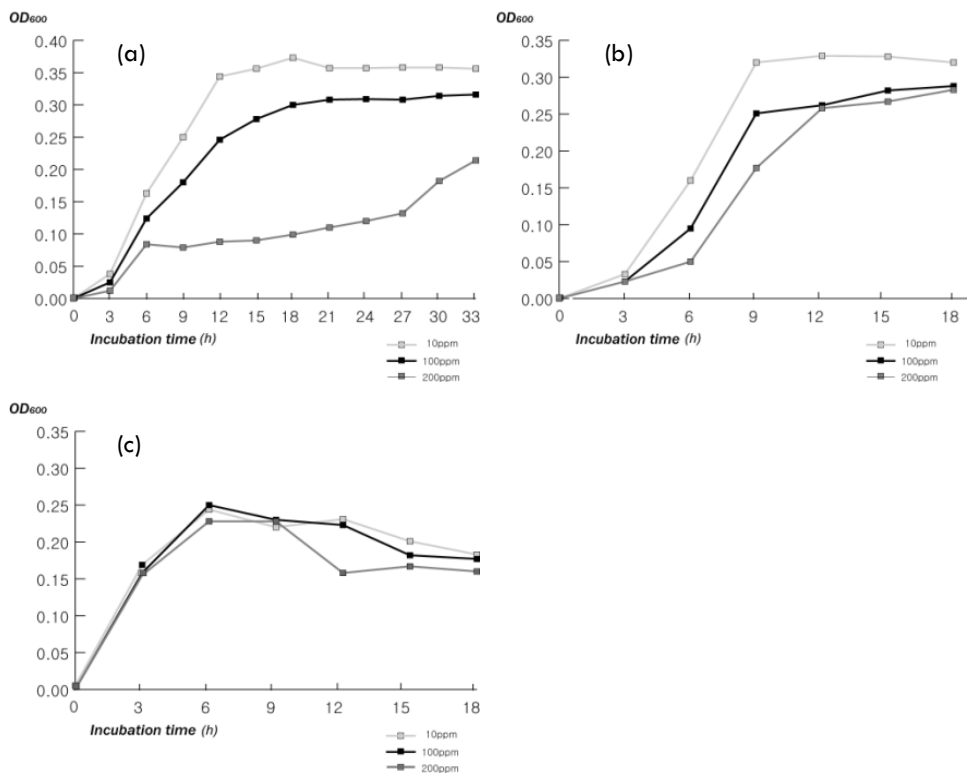 OD600
(a)
0.40
0.35
0.30
0.25
0.20
0.15
0.10
0.05
0.00
0 3 6 9 12 15 18 21 24 27 30 33
Incubation time (h)
10ppm
100ppm
200ppm
OD600
(b)
0.35
0.30
0.25
0.20
0.15
0.10
0.05
0.00
0 3 6 9 12 15 18
Incubation time (h)
10ppm
100ppm
200ppm
OD600
(c)
0.35
0.30
0.25
0.20
0.15
0.10
0.05
0.00
0 3 6 9 12 15 18
Incubation time (h)
10ppm
100ppm
200ppm